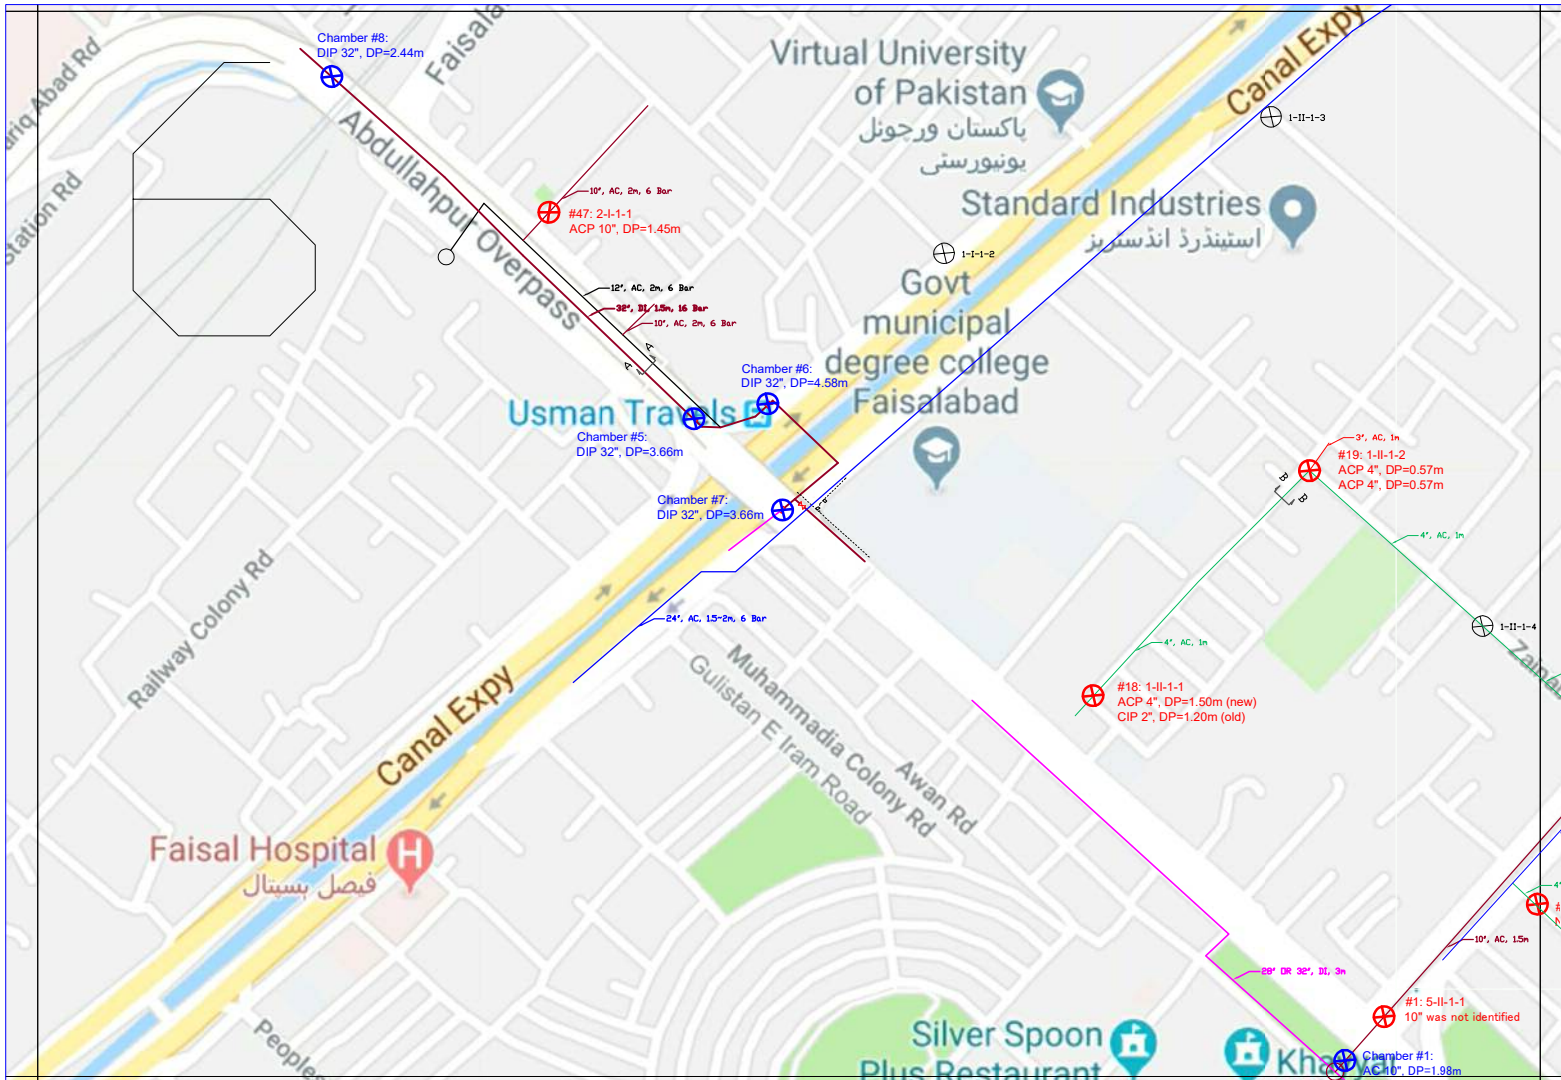 Chamber #8:
DIP 32", DP=2.44m
Faisala
Canal Expy
Virtual University
of Pakistan
پاکستان ورچوئل
یونیورسٹی
1-II-1-3
ariq Abad Rd
Station Rd
Abdullahpur Overpass
10", AC, 2m, 6 Bar
#47: 2-I-1-1
ACP 10", DP=1.45m
Standard Industries
اسٹینڈرڈ انڈسٹریز
1-I-1-2
12", AC, 2m, 6 Bar
32", DI, 1.5m, 16 Bar
10", AC, 2m, 6 Bar
A
A
Govt
municipal
degree college
Faisalabad
Chamber #6:
DIP 32", DP=4.58m
Usman Travels
Chamber #5:
DIP 32", DP=3.66m
Chamber #7:
DIP 32", DP=3.66m
3", AC, 1m
#19: 1-II-1-2
ACP 4", DP=0.57m
ACP 4", DP=0.57m
B
B
4", AC, 1m
1-II-1-4
Zaina
24", AC, 1.5-2m, 6 Bar
4", AC, 1m
Railway Colony Rd
#18: 1-II-1-1
ACP 4", DP=1.50m (new)
CIP 2", DP=1.20m (old)
Muhammadia Colony Rd
Gulistan E Iram Road
Awan Rd
Canal Expy
Faisal Hospital
فیصل ہسپتال
H
4"
#
N
10", AC, 1.5m
28" OR 32", DI, 3m
#1: 5-II-1-1
10" was not identified
Peoples
Silver Spoon
Plus Restaurant
Chamber #1:
AC 10", DP=1.98m